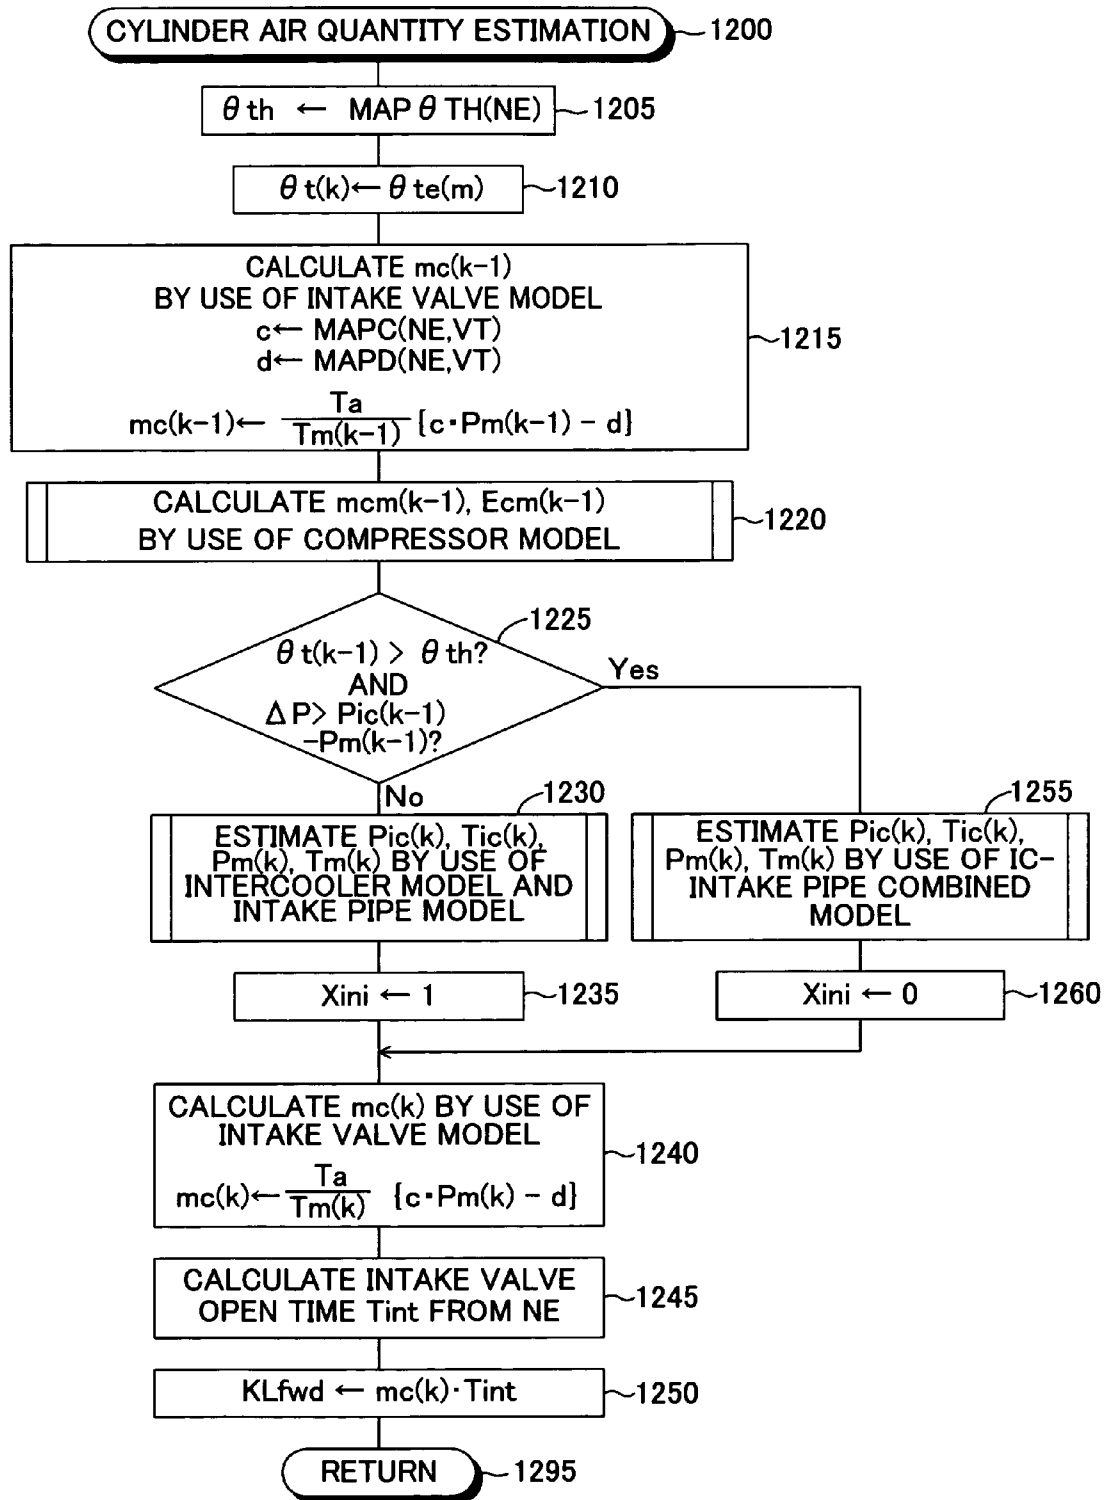 CYLINDER AIR QUANTITY ESTIMATION
1200
θth ← MAPθTH(NE)
1205
θt(k)←θte(m)
1210
CALCULATE mc(k-1)
BY USE OF INTAKE VALVE MODEL
c← MAPC(NE,VT)
d← MAPD(NE,VT)
mc(k-1)← Ta/Tm(k-1) {c·Pm(k-1) - d}
1215
CALCULATE mcm(k-1), Ecm(k-1)
BY USE OF COMPRESSOR MODEL
1220
1225
θt(k-1) > θth?
AND
ΔP> Pic(k-1)
-Pm(k-1)?
Yes
No
1230
ESTIMATE Pic(k), Tic(k),
Pm(k), Tm(k) BY USE OF
INTERCOOLER MODEL AND
INTAKE PIPE MODEL
1255
ESTIMATE Pic(k), Tic(k),
Pm(k), Tm(k) BY USE OF IC-
INTAKE PIPE COMBINED
MODEL
Xini ← 1
1235
Xini ← 0
1260
CALCULATE mc(k) BY USE OF
INTAKE VALVE MODEL
mc(k)← Ta/Tm(k) {c·Pm(k) - d}
1240
CALCULATE INTAKE VALVE
OPEN TIME Tint FROM NE
1245
KLfwd ← mc(k)·Tint
1250
RETURN
1295